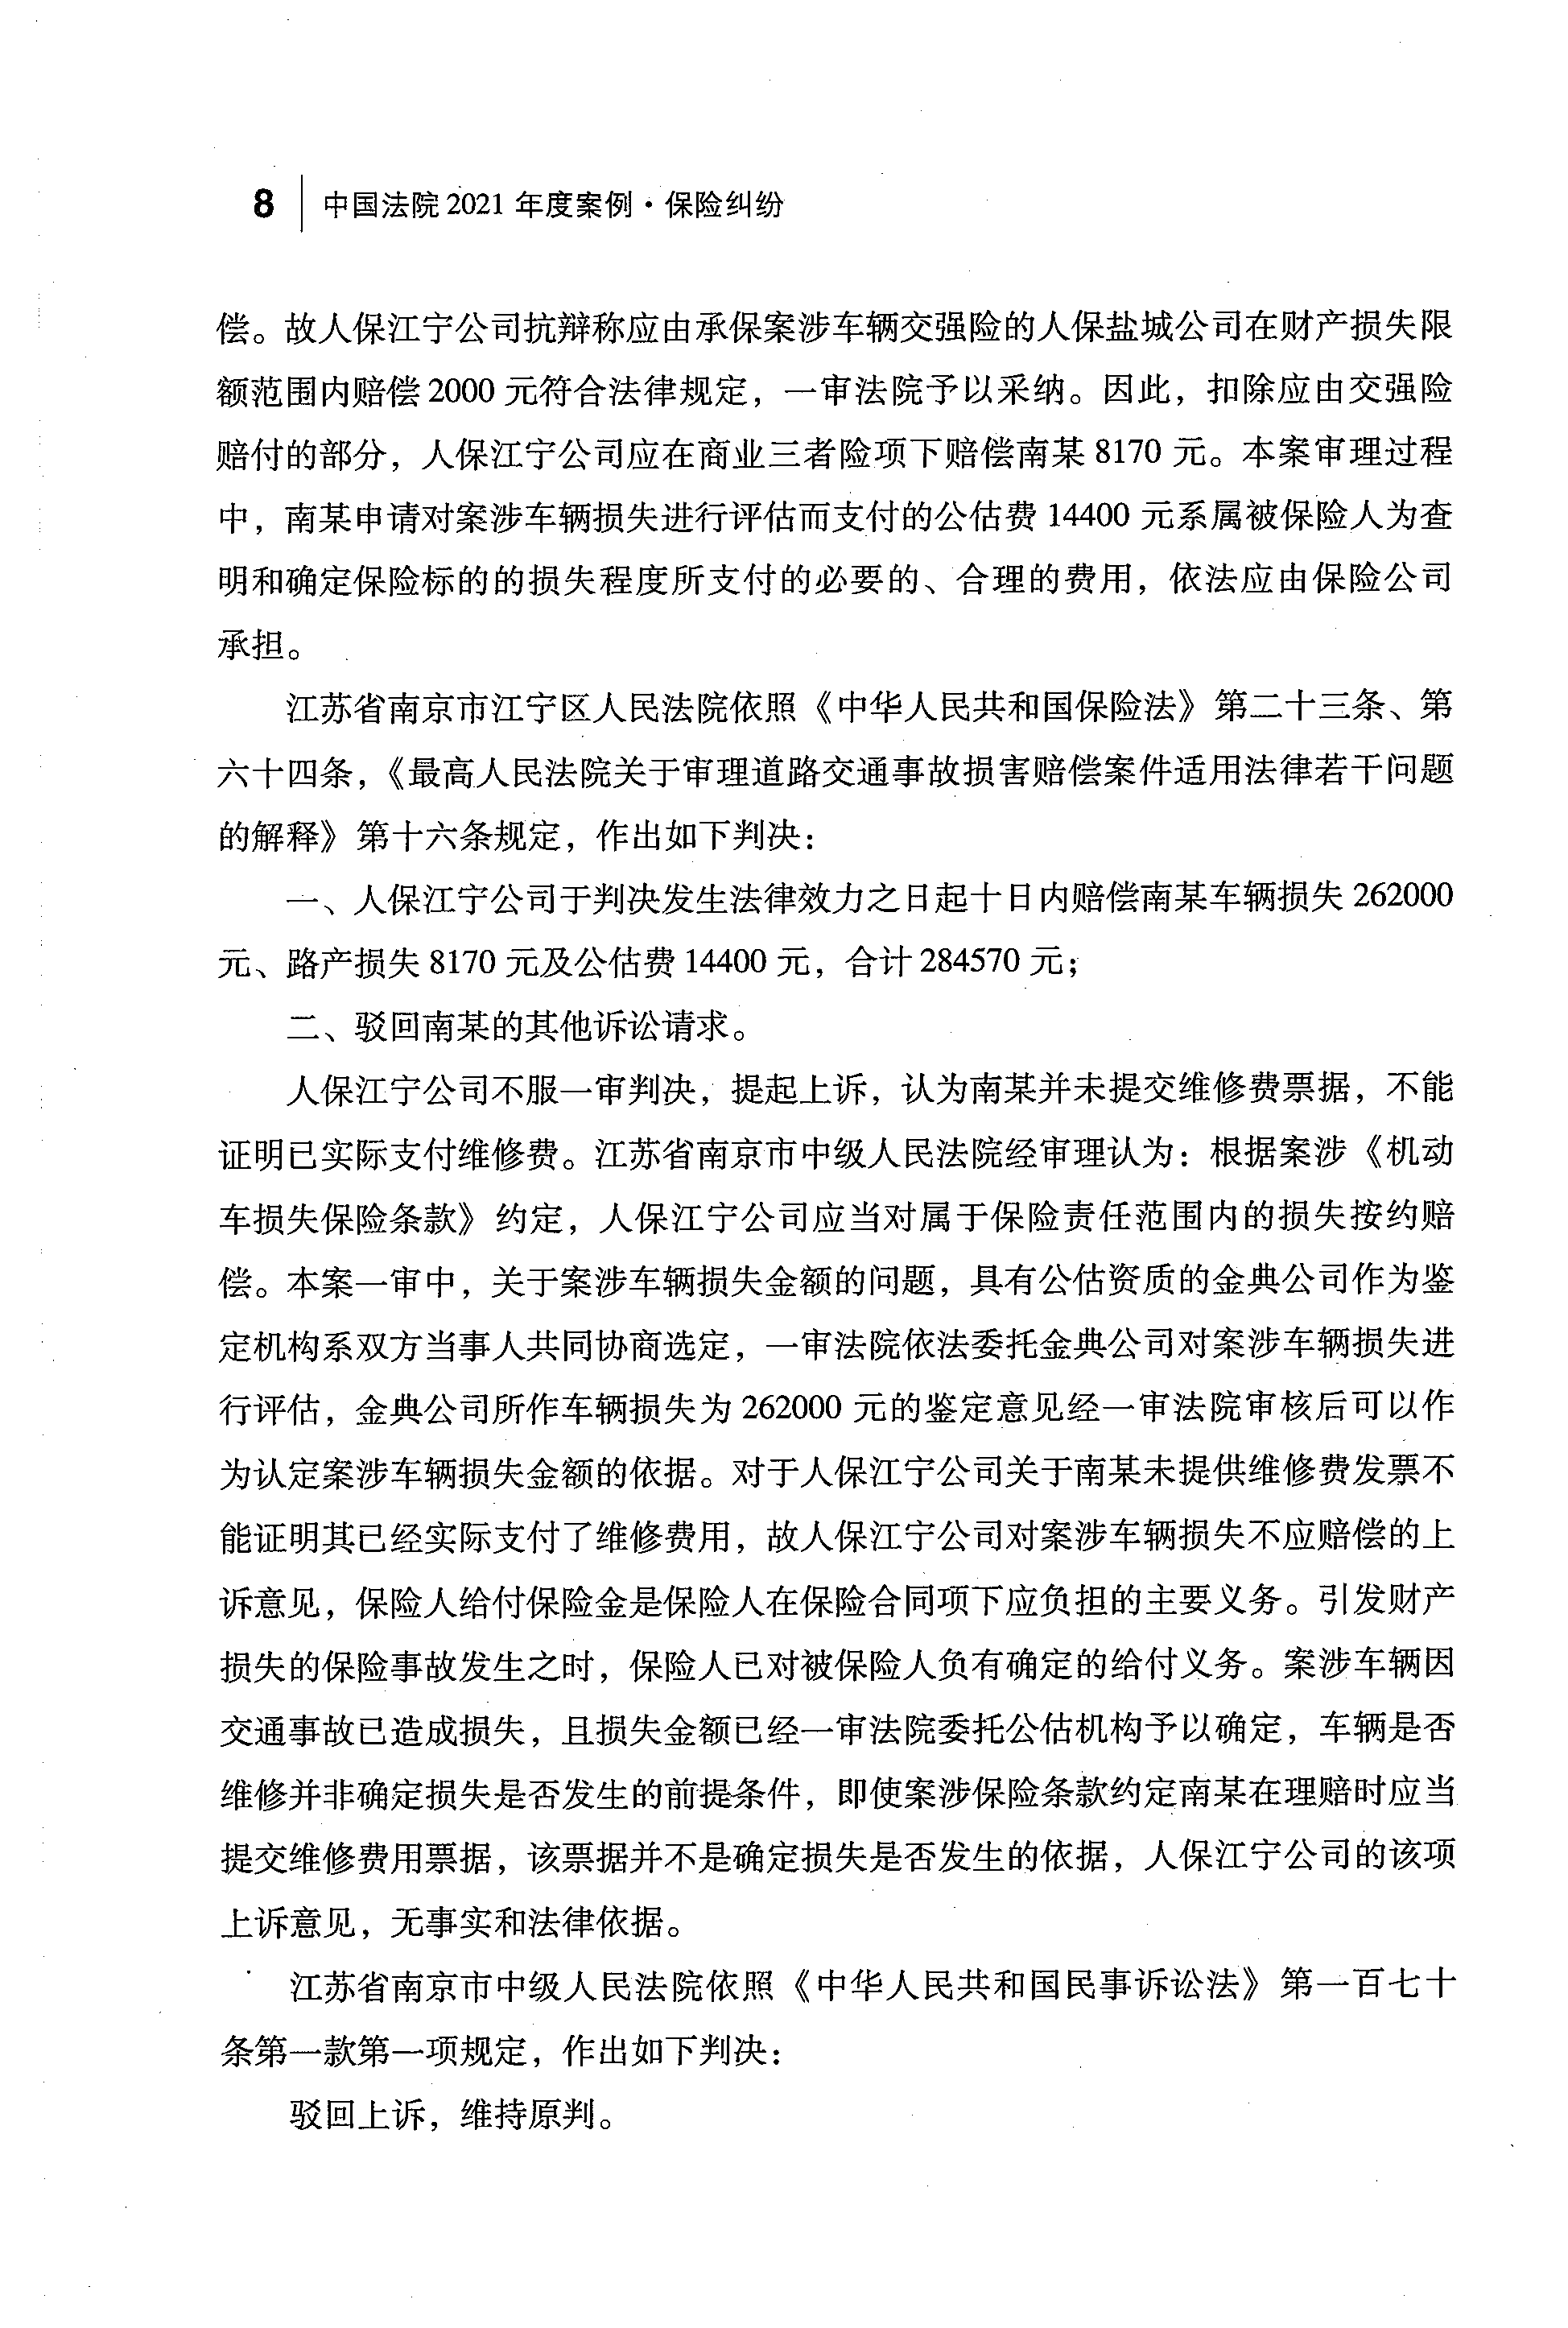 8 中国法院 2021 年度案例·保险纠纷
偿。故人保江宁公司抗辩称应由承保案涉车辆交强险的人保盐城公司在财产损失限
额范围内赔偿 2000 元符合法律规定，一审法院予以采纳。因此，扣除应由交强险
赔付的部分，人保江宁公司应在商业三者险项下赔偿南某 8170 元。本案审理过程
中，南某申请对案涉车辆损失进行评估而支付的公估费 14400 元系属被保险人为查
明和确定保险标的的损失程度所支付的必要的、合理的费用，依法应由保险公司
承担。
江苏省南京市江宁区人民法院依照《中华人民共和国保险法》第二十三条、第
六十四条，《最高人民法院关于审理道路交通事故损害赔偿案件适用法律若干问题
的解释》第十六条规定，作出如下判决：
一、人保江宁公司于判决发生法律效力之日起十日内赔偿南某车辆损失 262000
元、路产损失 8170 元及公估费 14400 元，合计 284570 元；
二、驳回南某的其他诉讼请求。
人保江宁公司不服一审判决，提起上诉，认为南某并未提交维修费票据，不能
证明已实际支付维修费。江苏省南京市中级人民法院经审理认为：根据案涉《机动
车损失保险条款》约定，人保江宁公司应当对属于保险责任范围内的损失按约赔
偿。本案一审中，关于案涉车辆损失金额的问题，具有公估资质的金典公司作为鉴
定机构系双方当事人共同协商选定，一审法院依法委托金典公司对案涉车辆损失进
行评估，金典公司所作车辆损失为 262000 元的鉴定意见经一审法院审核后可以作
为认定案涉车辆损失金额的依据。对于人保江宁公司关于南某未提供维修费发票不
能证明其已经实际支付了维修费用，故人保江宁公司对案涉车辆损失不应赔偿的上
诉意见，保险人给付保险金是保险人在保险合同项下应负担的主要义务。引发财产
损失的保险事故发生之时，保险人已对被保险人负有确定的给付义务。案涉车辆因
交通事故已造成损失，且损失金额已经一审法院委托公估机构予以确定，车辆是否
维修并非确定损失是否发生的前提条件，即使案涉保险条款约定南某在理赔时应当
提交维修费用票据，该票据并不是确定损失是否发生的依据，人保江宁公司的该项
上诉意见，无事实和法律依据。
江苏省南京市中级人民法院依照《中华人民共和国民事诉讼法》第一百七十
条第一款第一项规定，作出如下判决：
驳回上诉，维持原判。